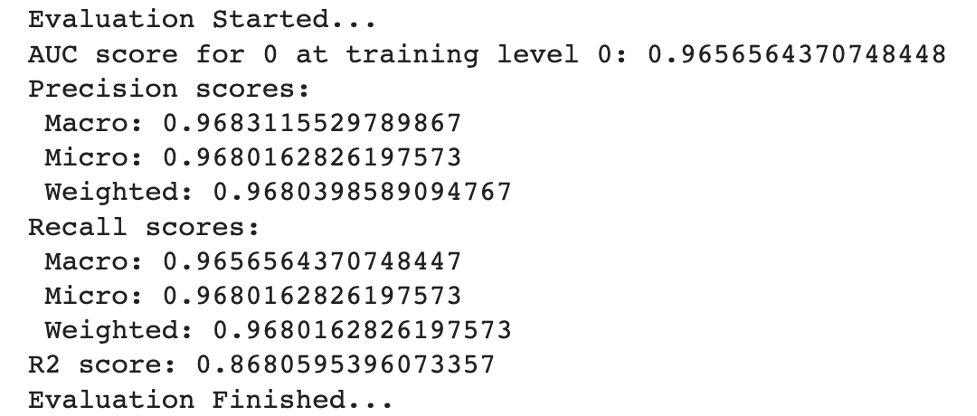 Evaluation Started...
AUC score for 0 at training level 0: 0.9656564370748448
Precision scores:
Macro: 0.9683115529789867
Micro: 0.9680162826197573
Weighted: 0.9680398589094767
Recall scores:
Macro: 0.9656564370748447
Micro: 0.9680162826197573
Weighted: 0.9680162826197573
R2 score: 0.8680595396073357
Evaluation Finished...